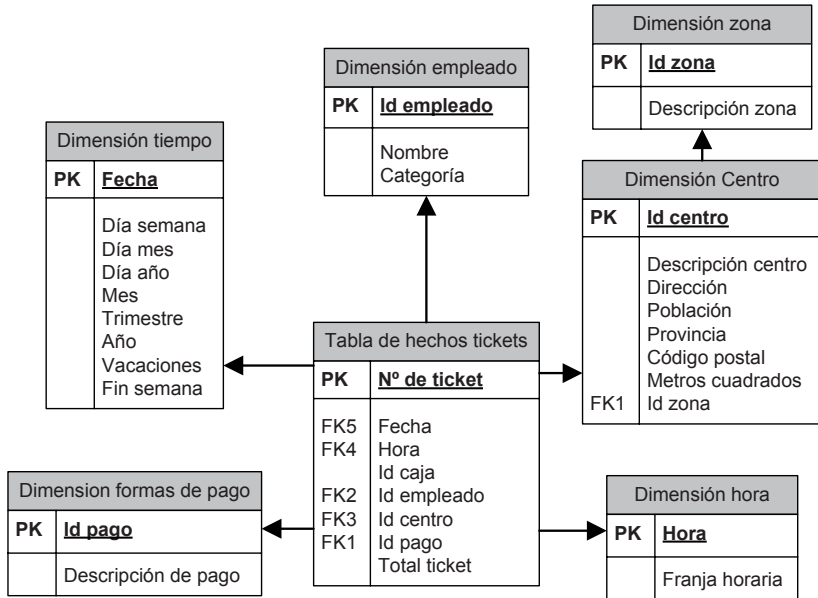 Dimensión zona
PK Id zona
Descripción zona
Dimensión empleado
PK Id empleado
Nombre
Categoría
Dimensión tiempo
PK Fecha
Día semana
Día mes
Día año
Mes
Trimestre
Año
Vacaciones
Fin semana
Dimensión Centro
PK Id centro
Descripción centro
Dirección
Población
Provincia
Código postal
Metros cuadrados
FK1 Id zona
Tabla de hechos tickets
PK Nº de ticket
FK5 Fecha
FK4 Hora
Id caja
FK2 Id empleado
FK3 Id centro
FK1 Id pago
Total ticket
Dimension formas de pago
PK Id pago
Descripción de pago
Dimensión hora
PK Hora
Franja horaria